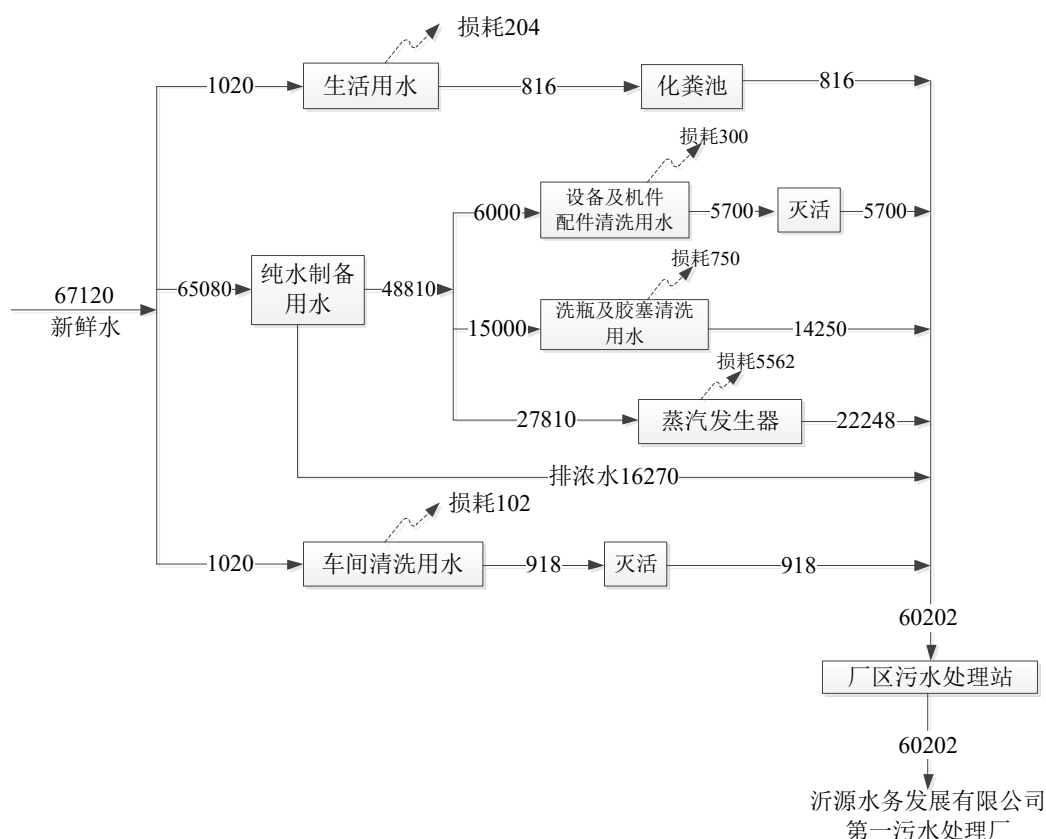 损耗204
1020
生活用水
816
化粪池
816
损耗300
6000
设备及机件
配件清洗用水
5700
灭活
5700
67120
新鲜水
65080
纯水制备
用水
48810
损耗750
15000
洗瓶及胶塞清洗
用水
14250
损耗5562
27810
蒸汽发生器
22248
排浓水16270
损耗102
1020
车间清洗用水
918
灭活
918
60202
厂区污水处理站
60202
沂源水务发展有限公司
第一污水处理厂